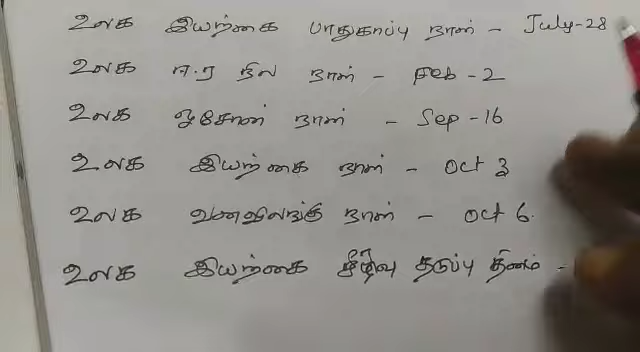 உலக இயற்கை பாதுகாப்பு நாள் - July-28
உலக ஈர நில நாள் - Feb - 2
உலக ஓசோன் நாள் - Sep -16
உலக இயற்கை நாள் - Oct 3
உலக வனவிலங்கு நாள் - Oct 6.
உலக இயற்கை சீரழிவு தடுப்பு தினம் -